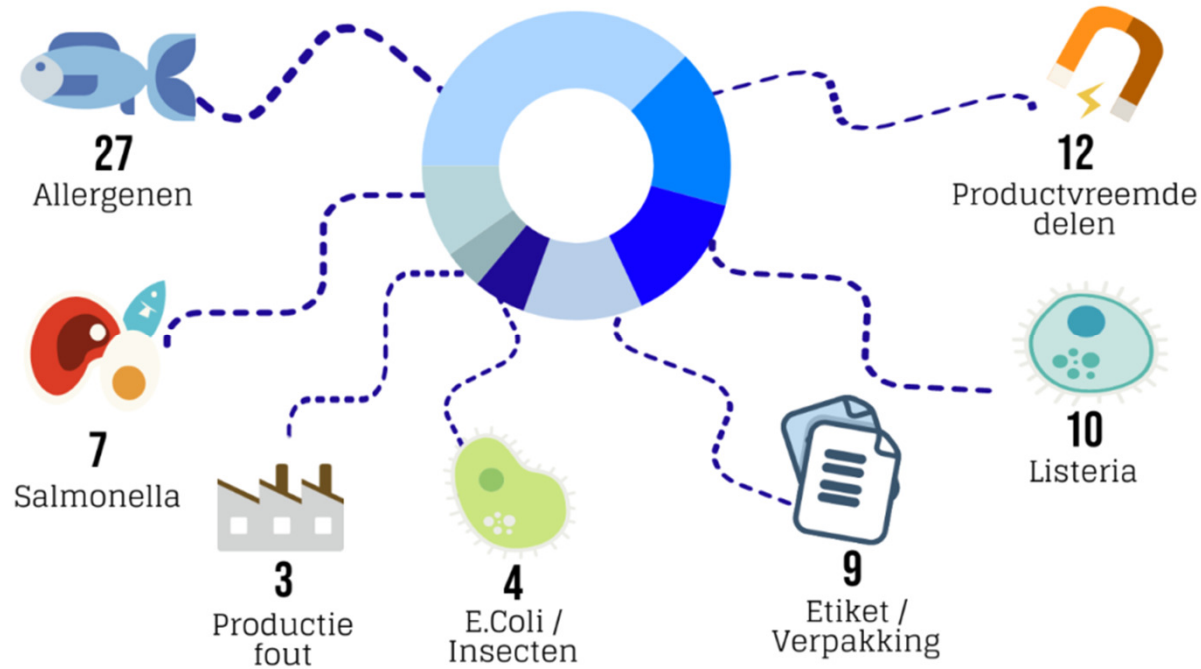 27
Allergenen
12
Productvreemde
delen
7
Salmonella
10
Listeria
3
Productie
fout
4
E.Coli /
Insecten
9
Etiket /
Verpakking